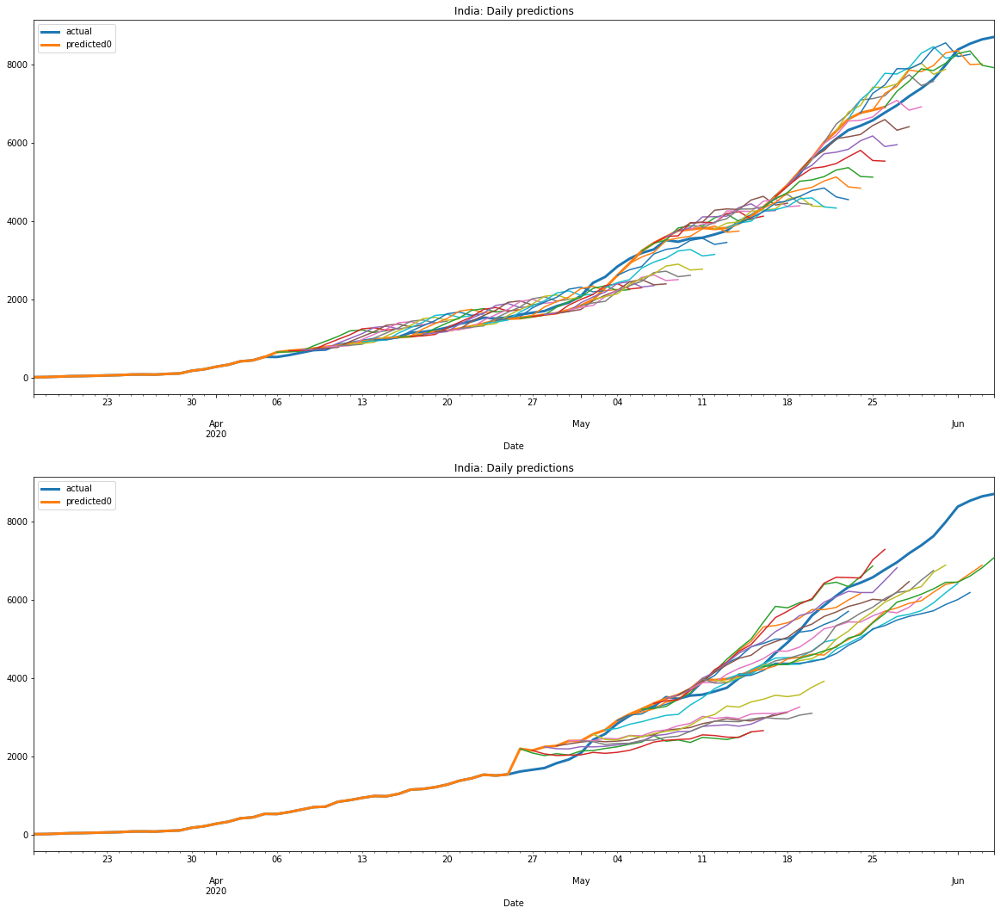 India: Daily predictions
actual
predicted0
8000
6000
4000
2000
0
23 30 06 13 20 27 04 11 18 25
Apr May Jun
2020
Date
India: Daily predictions
actual
predicted0
8000
6000
4000
2000
0
23 30 06 13 20 27 04 11 18 25
Apr May Jun
2020
Date